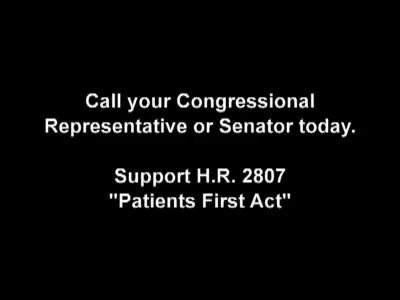 Call your Congressional
Representative or Senator today.
Support H.R. 2807
"Patients First Act"